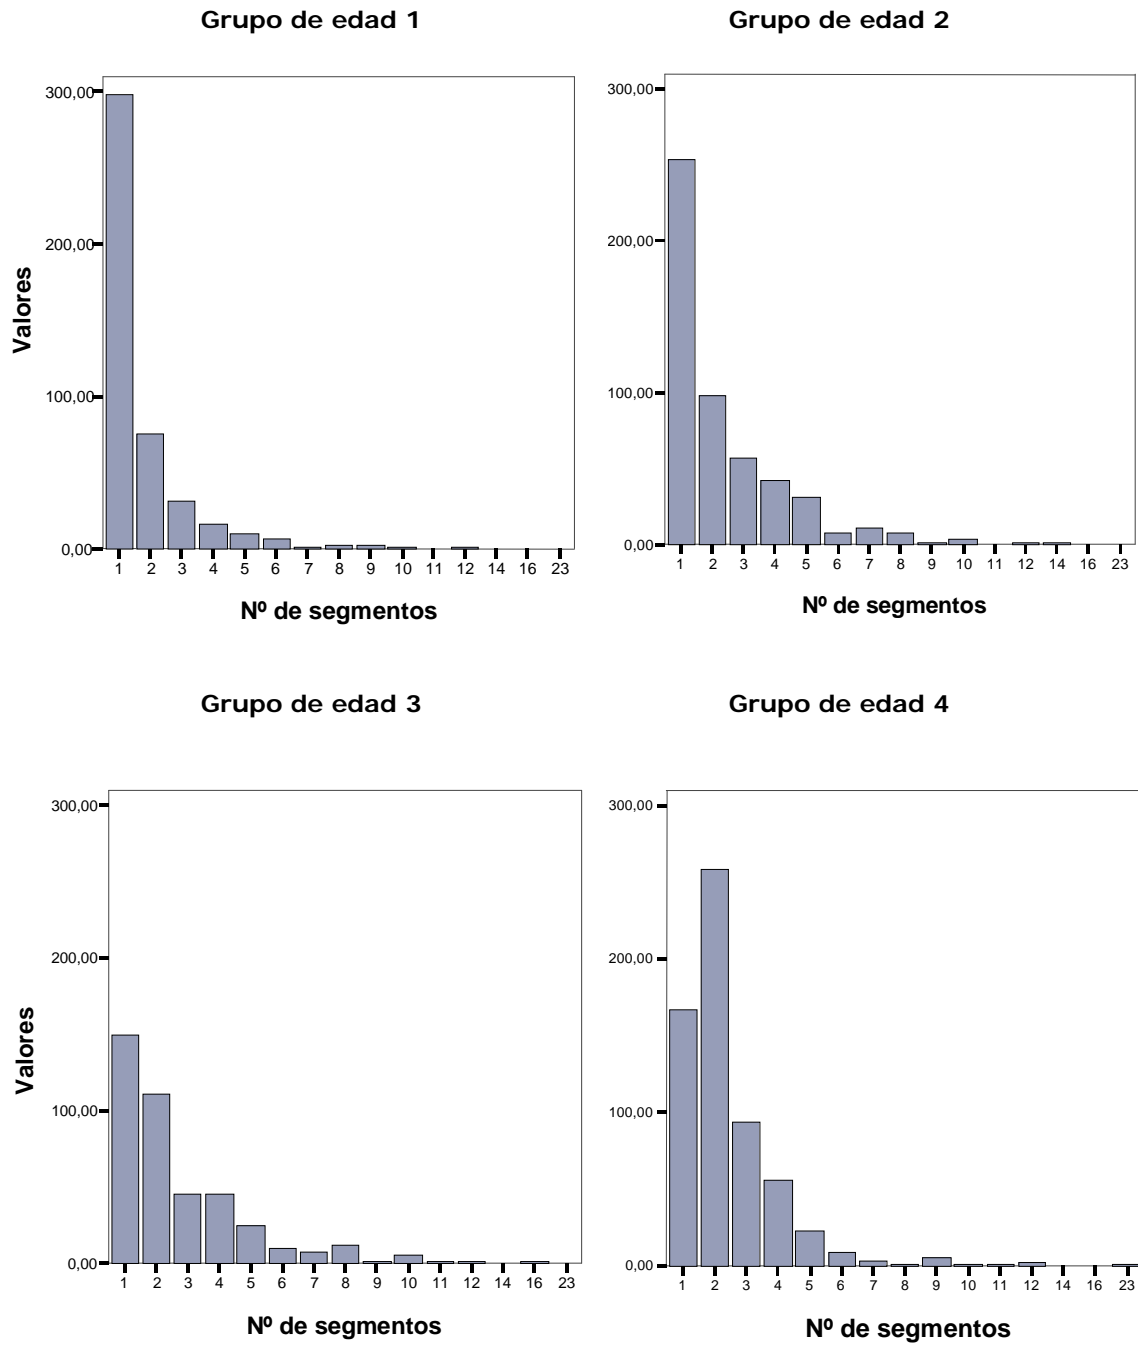 Grupo de edad 1
300,00
200,00
100,00
0,00
Valores
1 2 3 4 5 6 7 8 9 10 11 12 14 16 23
Nº de segmentos
Grupo de edad 2
300,00
200,00
100,00
0,00
1 2 3 4 5 6 7 8 9 10 11 12 14 16 23
Nº de segmentos
Grupo de edad 3
300,00
200,00
100,00
0,00
Valores
1 2 3 4 5 6 7 8 9 10 11 12 14 16 23
Nº de segmentos
Grupo de edad 4
300,00
200,00
100,00
0,00
1 2 3 4 5 6 7 8 9 10 11 12 14 16 23
Nº de segmentos